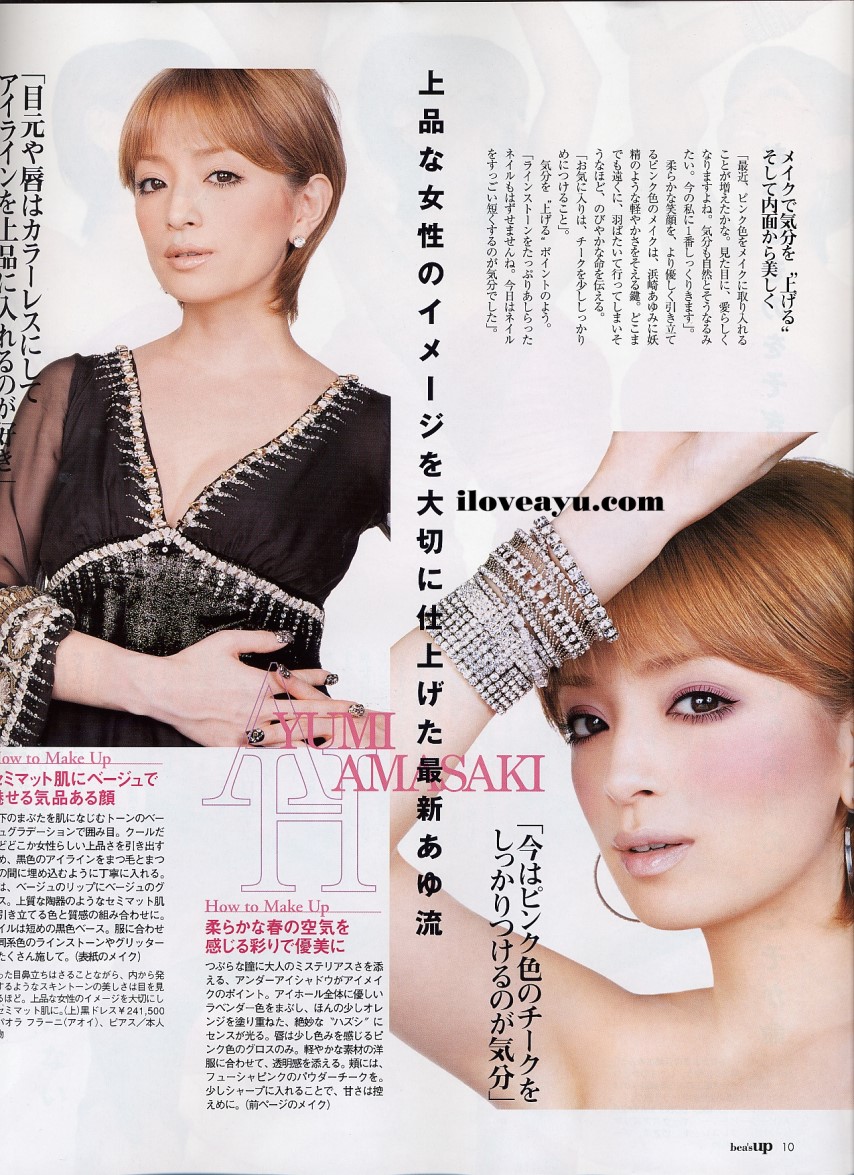 「目元や唇はカラーレスにして
アイラインを上品に入れるのが好き」
上品な女性のイメージを大切に仕上げた最新あゆ流
メイクで気分を〝上げる〟
そして内面から美しく
「最近、ピンク色をメイクに取り入れる
ことが増えたかな。見た目に、愛らしく
なりますよね。気分も自然とそうなるみ
たい。今の私に1番しっくりきます」。
柔らかな笑顔を、より優しく引き立て
るピンク色のメイクは、浜崎あゆみに妖
精のような軽やかさをそえる鍵。どこま
でも遠くに、羽ばたいて行ってしまいそ
うなほど、のびやかな命を伝える。
「お気に入りは、チークを少ししっかり
めにつけること」。
気分を〝上げる〟ポイントのよう。
「ラインストーンをたっぷりあしらった
ネイルもはずせませんね。今日はネイル
をすっごい短くするのが気分でした」。
iloveayu.com
AYUMI
HAMASAKI
How to Make Up
セミマット肌にベージュで
魅せる気品ある顔
下のまぶたを肌になじむトーンのベー
ュグラデーションで囲み目。クールだ
どどこか女性らしい上品さを引き出す
め、黒色のアイラインをまつ毛とまつ
の間に埋め込むように丁寧に入れる。
は、ベージュのリップにベージュのグ
ス。上質な陶器のようなセミマット肌
引き立てる色と質感の組み合わせに。
イルは短めの黒色ベース。服に合わせ
同系色のラインストーンやグリッター
たくさん施して。(表紙のメイク)
った目鼻立ちはさることながら、内から発
するようなスキントーンの美しさは目を見
るほど。上品な女性のイメージを大切にし
セミマット肌に。(上)黒ドレス¥241,500
パオラ フラーニ(アオイ)、ピアス/本人
物
How to Make Up
柔らかな春の空気を
感じる彩りで優美に
つぶらな瞳に大人のミステリアスさを添
える、アンダーアイシャドウがアイメイ
クのポイント。アイホール全体に優しい
ラベンダー色をまぶし、ほんの少しオレ
ンジを塗り重ねた、絶妙な〝ハズシ〟に
センスが光る。唇は少し色みを感じるピ
ンク色のグロスのみ。軽やかな素材の洋
服に合わせて、透明感を添える。頬には、
フューシャピンクのパウダーチークを。
少しシャープに入れることで、甘さは控
えめに。(前ページのメイク)
「今はピンク色のチークを
しっかりつけるのが気分」
bea's up 10